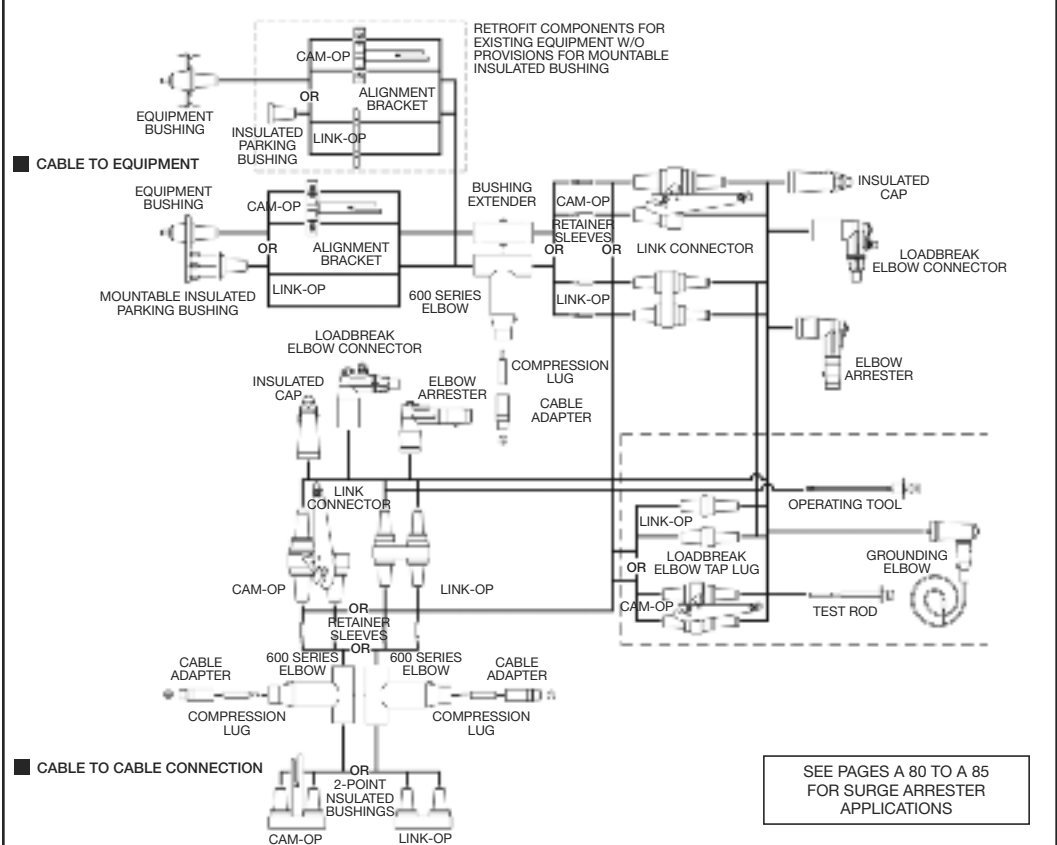 RETROFIT COMPONENTS FOR
EXISTING EQUIPMENT W/O
PROVISIONS FOR MOUNTABLE
INSULATED BUSHING
CAM-OP
OR
ALIGNMENT
BRACKET
EQUIPMENT
BUSHING
INSULATED
PARKING
BUSHING
LINK-OP
CABLE TO EQUIPMENT
EQUIPMENT
BUSHING
CAM-OP
OR
ALIGNMENT
BRACKET
LINK-OP
MOUNTABLE INSULATED
PARKING BUSHING
BUSHING
EXTENDER
600 SERIES
ELBOW
CAM-OP
RETAINER
SLEEVES
OR
OR
LINK CONNECTOR
LINK-OP
INSULATED
CAP
LOADBREAK
ELBOW CONNECTOR
ELBOW
ARRESTER
COMPRESSION
LUG
CABLE
ADAPTER
LOADBREAK
ELBOW CONNECTOR
INSULATED
CAP
ELBOW
ARRESTER
LINK
CONNECTOR
CAM-OP
LINK-OP
OPERATING TOOL
LINK-OP
LOADBREAK
ELBOW TAP LUG
OR
CAM-OP
GROUNDING
ELBOW
TEST ROD
OR
RETAINER
SLEEVES
OR
600 SERIES
ELBOW
600 SERIES
ELBOW
CABLE
ADAPTER
COMPRESSION
LUG
CABLE
ADAPTER
COMPRESSION
LUG
CABLE TO CABLE CONNECTION
OR
2-POINT
NSULATED
BUSHINGS
CAM-OP
LINK-OP
SEE PAGES A 80 TO A 85
FOR SURGE ARRESTER
APPLICATIONS